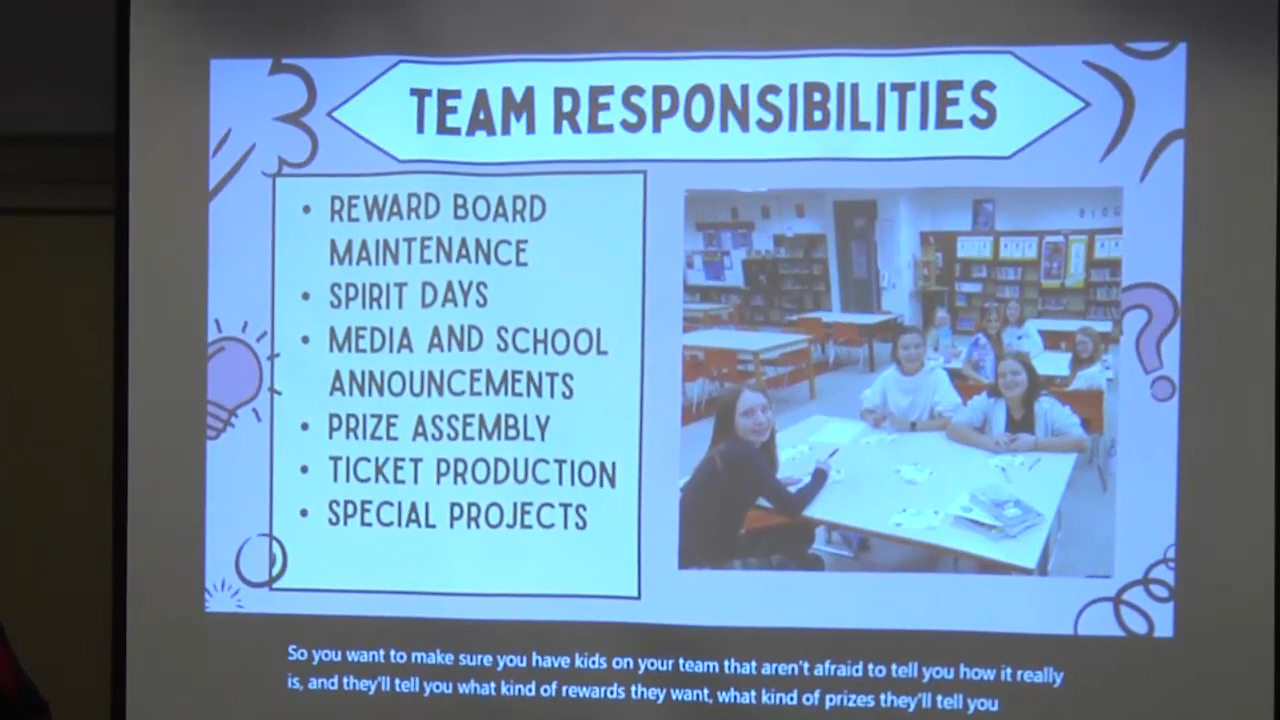 TEAM RESPONSIBILITIES
• REWARD BOARD
MAINTENANCE
• SPIRIT DAYS
• MEDIA AND SCHOOL
ANNOUNCEMENTS
• PRIZE ASSEMBLY
• TICKET PRODUCTION
• SPECIAL PROJECTS
?
So you want to make sure you have kids on your team that aren't afraid to tell you how it really
is, and they'll tell you what kind of rewards they want, what kind of prizes they'll tell you